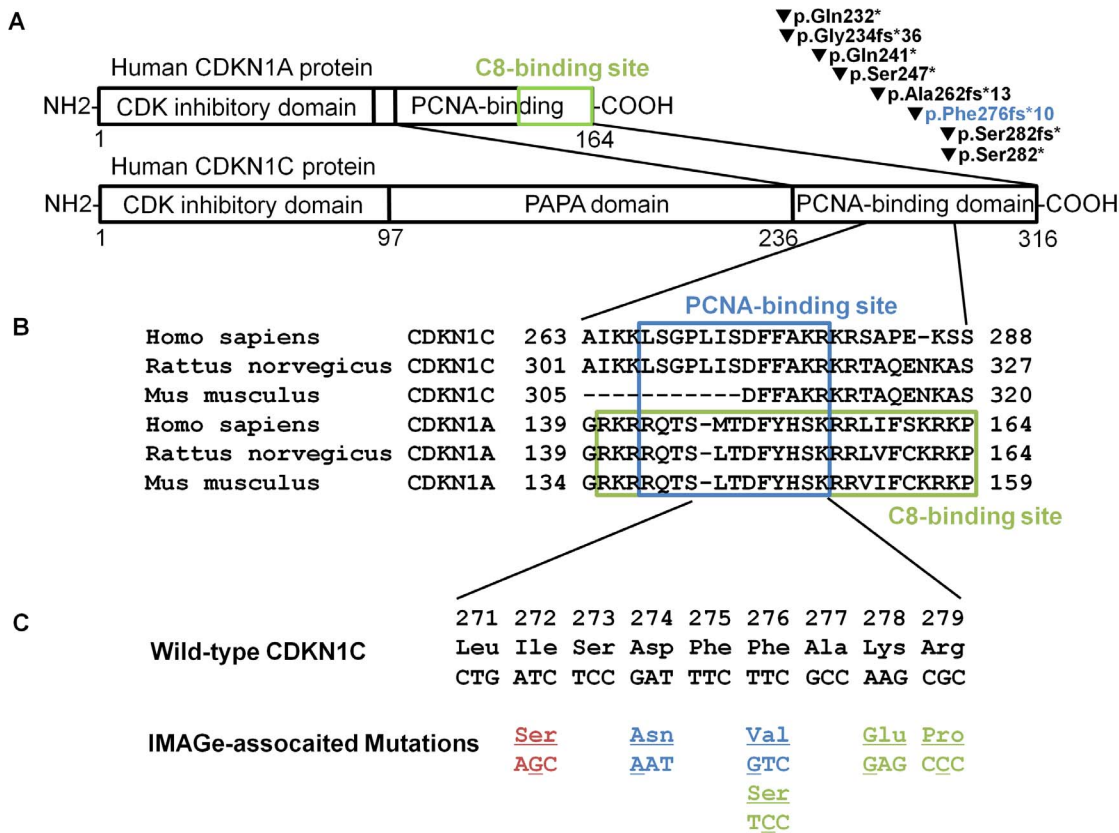 A
▼p.Gln232*
▼p.Gly234fs*36
▼p.Gln241*
▼p.Ser247*
▼p.Ala262fs*13
▼p.Phe276fs*10
▼p.Ser282fs*
▼p.Ser282*
Human CDKN1A protein
C8-binding site
NH2- CDK inhibitory domain PCNA-binding -COOH
1 164
Human CDKN1C protein
NH2- CDK inhibitory domain PAPA domain PCNA-binding domain -COOH
1 97 236 316
B
PCNA-binding site
Homo sapiens CDKN1C 263 AIKKLSGPLISDFFAKRKRSAPE-KSS 288
Rattus norvegicus CDKN1C 301 AIKKLSGPLISDFFAKRKRTAQENKAS 327
Mus musculus CDKN1C 305 -----------DFFAKRKRTAQENKAS 320
Homo sapiens CDKN1A 139 GRKRRQTS-MTDFYHSKRRLIFSKRKP 164
Rattus norvegicus CDKN1A 139 GRKRRQTS-LTDFYHSKRRLVFCKRKP 164
Mus musculus CDKN1A 134 GRKRRQTS-LTDFYHSKRRVIFCKRKP 159
C8-binding site
C
271 272 273 274 275 276 277 278 279
Wild-type CDKN1C
Leu Ile Ser Asp Phe Phe Ala Lys Arg
CTG ATC TCC GAT TTC TTC GCC AAG CGC
IMAGe-assocaited Mutations
Ser Asn Val Glu Pro
AGC AAT GTC GAG CCC
Ser
TCC